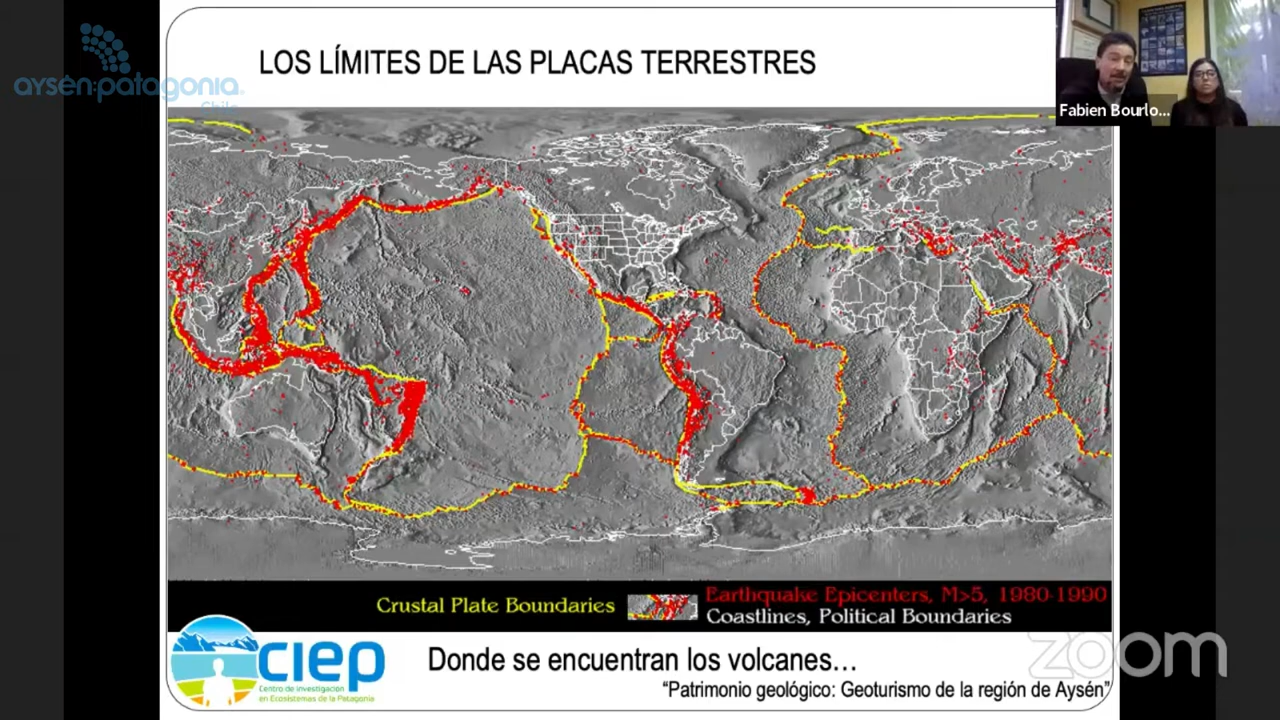 LOS LÍMITES DE LAS PLACAS TERRESTRES
aysén:patagonia
Chile
Fabien Bourlo...
Crustal Plate Boundaries
Earthquake Epicenters, M>5, 1980-1990
Coastlines, Political Boundaries
ciep
Centro de investigación
en Ecosistemas de la Patagonia
Donde se encuentran los volcanes...
zoom
“Patrimonio geológico: Geoturismo de la región de Aysén”